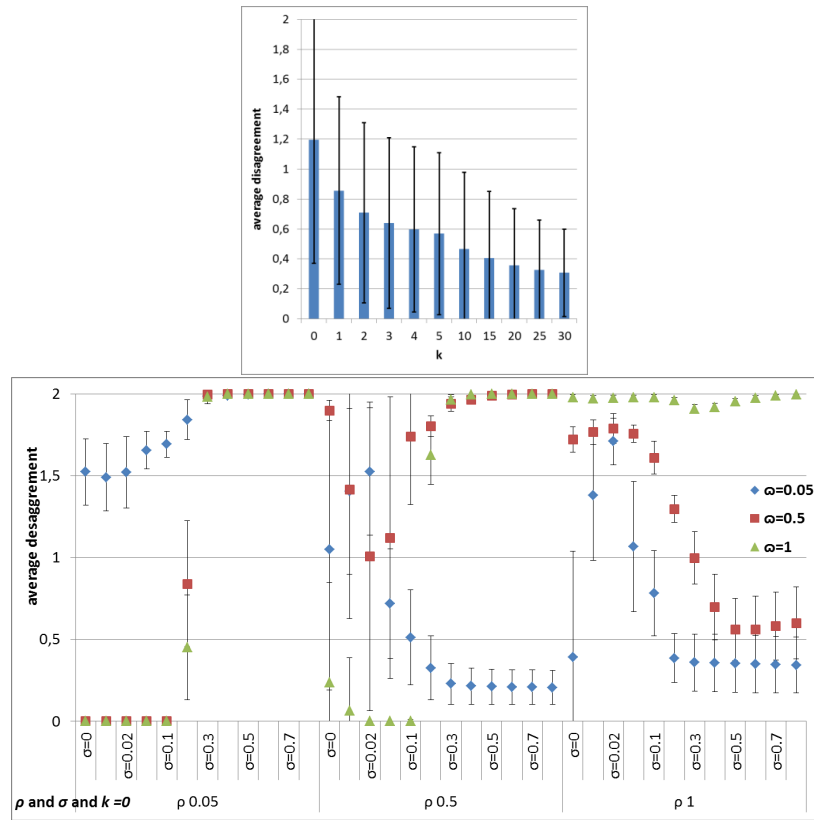 average disagreement
2
1,8
1,6
1,4
1,2
1
0,8
0,6
0,4
0,2
0
0 1 2 3 4 5 10 15 20 25 30
k
average desaggrement
2
1,5
1
0,5
0
ϖ=0.05
ϖ=0.5
ϖ=1
σ=0 σ=0.02 σ=0.1 σ=0.3 σ=0.5 σ=0.7 σ=0 σ=0.02 σ=0.1 σ=0.3 σ=0.5 σ=0.7 σ=0 σ=0.02 σ=0.1 σ=0.3 σ=0.5 σ=0.7
ρ and σ and k =0 ρ 0.05 ρ 0.5 ρ 1